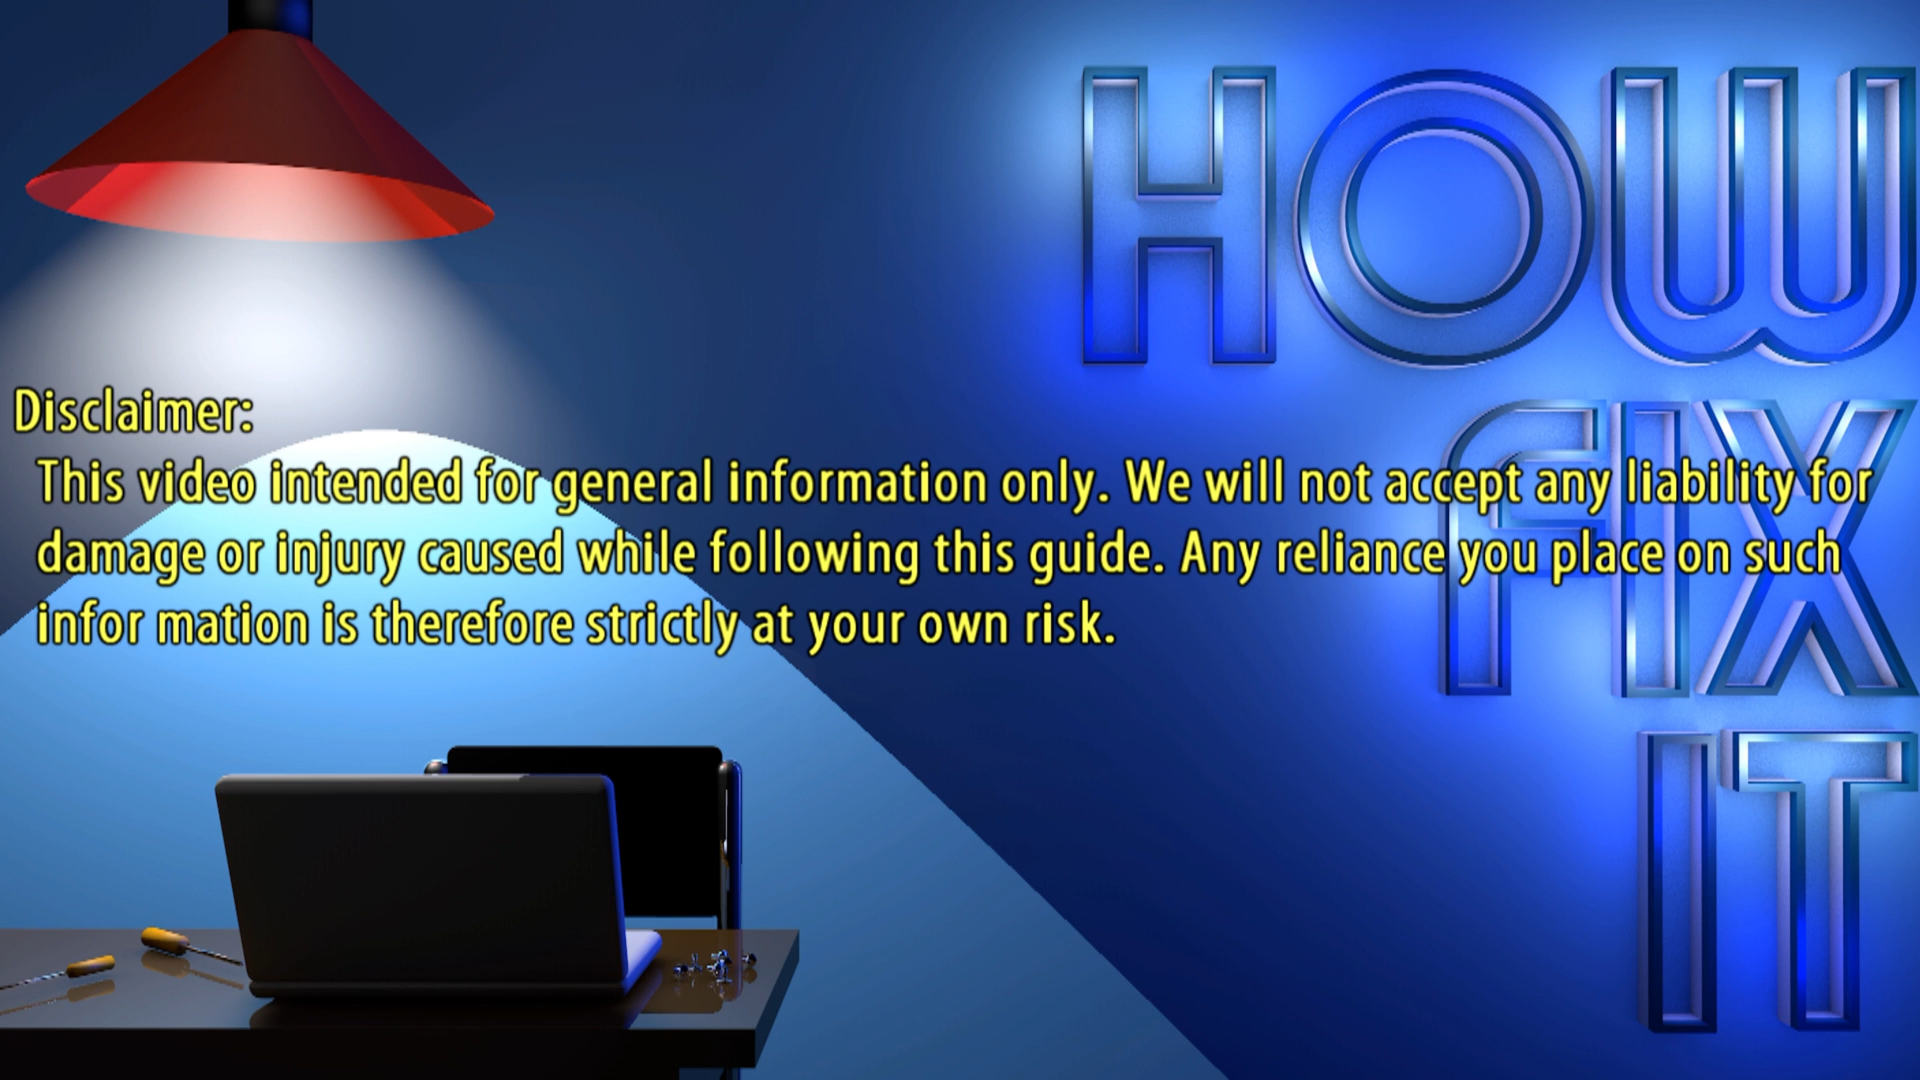 HOW
FIX
IT
Disclaimer:
This video intended for general information only. We will not accept any liability for
damage or injury caused while following this guide. Any reliance you place on such
infor mation is therefore strictly at your own risk.